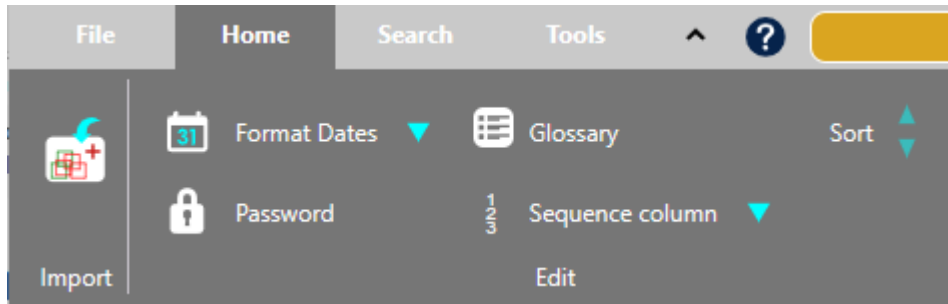 File Home Search Tools ?
31 Format Dates Glossary Sort
Password 1 2 3 Sequence column
Import Edit